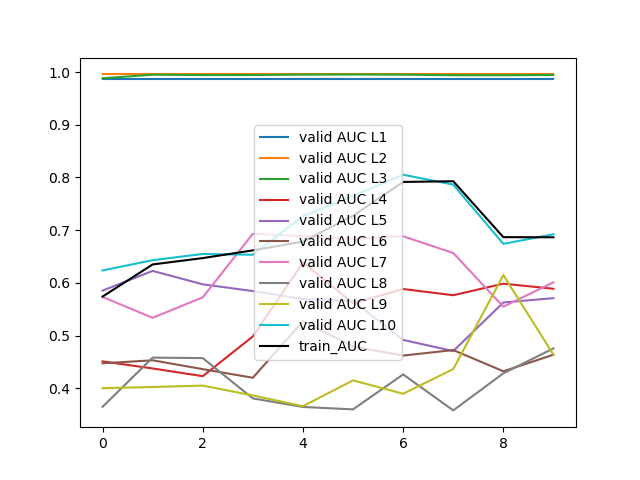 1.0
0.9
0.8
0.7
0.6
0.5
0.4
valid AUC L1
valid AUC L2
valid AUC L3
valid AUC L4
valid AUC L5
valid AUC L6
valid AUC L7
valid AUC L8
valid AUC L9
valid AUC L10
train_AUC
0 2 4 6 8